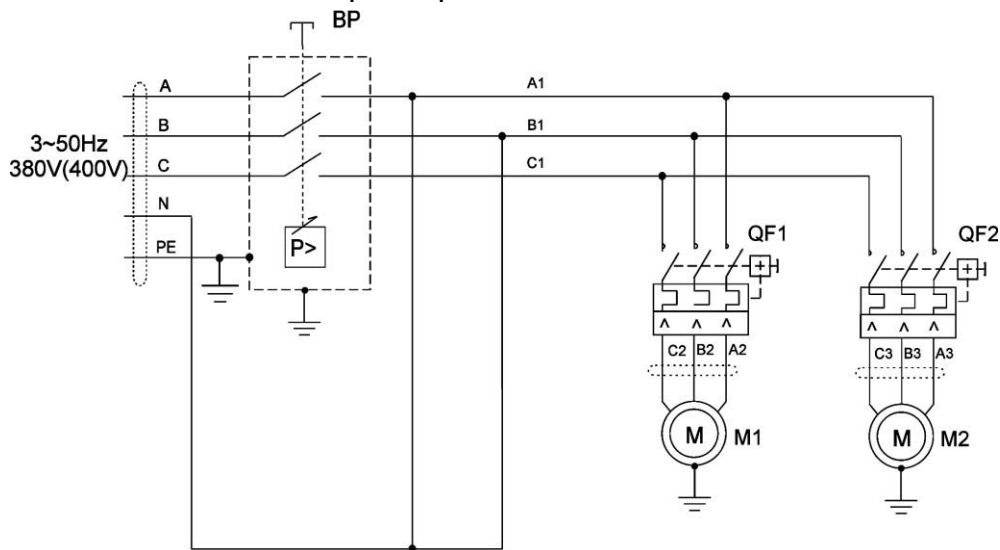 BP
A
A1
B
B1
3~50Hz
380V(400V)
C
C1
N
PE
P>
QF1
QF2
C2 B2 A2
C3 B3 A3
M
M1
M
M2